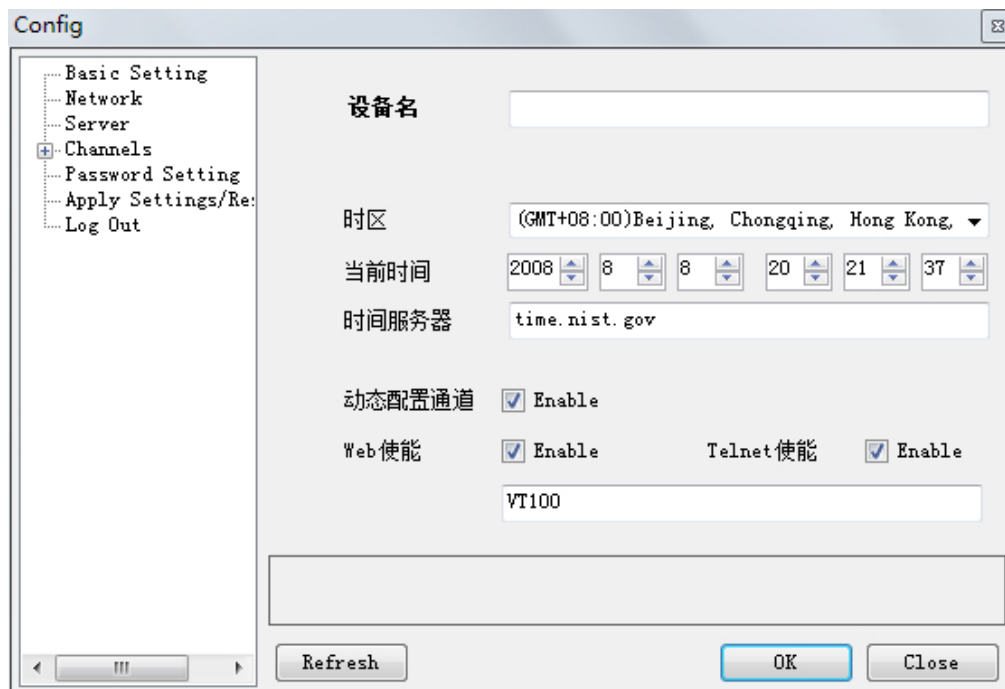 Config
Basic Setting
Network
Server
Channels
Password Setting
Apply Settings/Re
Log Out
设备名
时区 (GMT+08:00)Beijing, Chongqing, Hong Kong,
当前时间 2008 8 8 20 21 37
时间服务器 time.nist.gov
动态配置通道 Enable
Web使能 Enable Telnet使能 Enable
VT100
Refresh OK Close